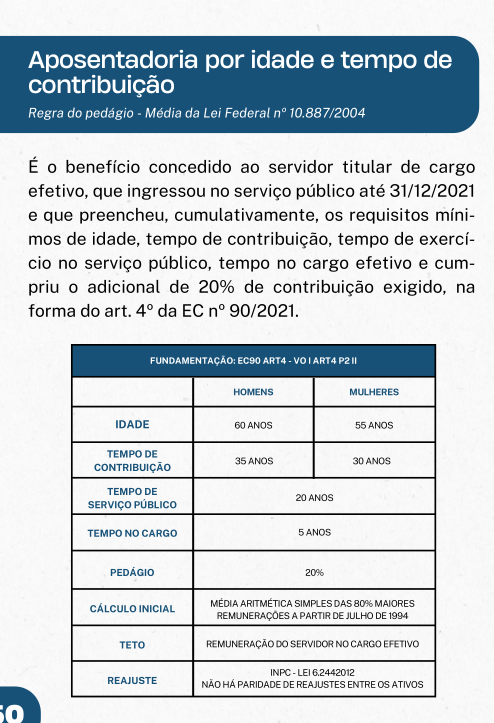 Aposentadoria por idade e tempo de
contribuição
Regra do pedágio - Média da Lei Federal nº 10.887/2004
É o benefício concedido ao servidor titular de cargo
efetivo, que ingressou no serviço público até 31/12/2021
e que preencheu, cumulativamente, os requisitos míni-
mos de idade, tempo de contribuição, tempo de exercí-
cio no serviço público, tempo no cargo efetivo e cum-
priu o adicional de 20% de contribuição exigido, na
forma do art. 4º da EC nº 90/2021.
FUNDAMENTAÇÃO: EC90 ART4 - VO I ART4 P2 II
HOMENS MULHERES
IDADE 60 ANOS 55 ANOS
TEMPO DE
CONTRIBUIÇÃO 35 ANOS 30 ANOS
TEMPO DE
SERVIÇO PÚBLICO 20 ANOS
TEMPO NO CARGO 5 ANOS
PEDÁGIO 20%
CÁLCULO INICIAL MÉDIA ARITMÉTICA SIMPLES DAS 80% MAIORES
REMUNERAÇÕES A PARTIR DE JULHO DE 1994
TETO REMUNERAÇÃO DO SERVIDOR NO CARGO EFETIVO
REAJUSTE INPC - LEI 6.2442012
NÃO HÁ PARIDADE DE REAJUSTES ENTRE OS ATIVOS